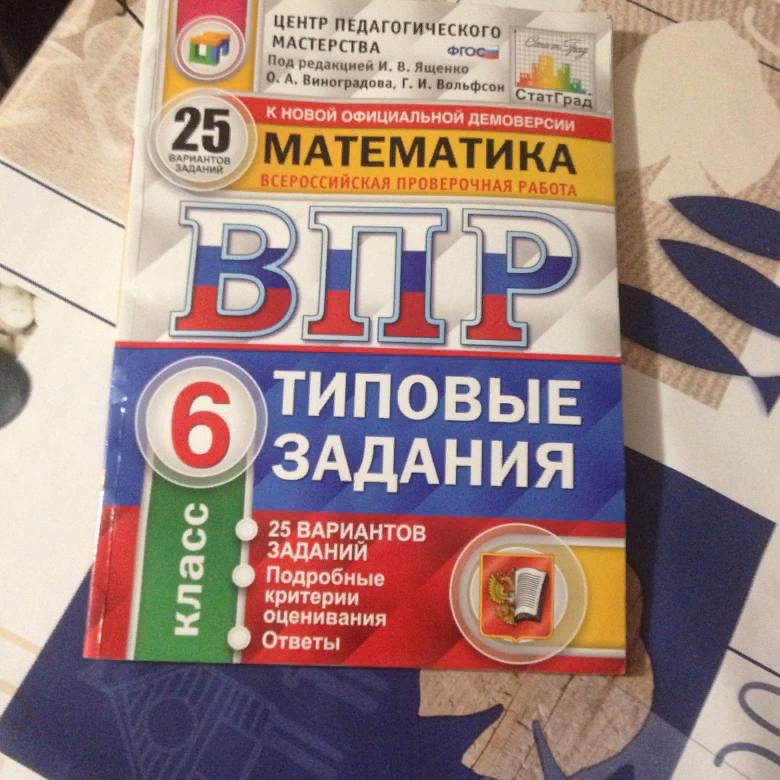 ЦЕНТР ПЕДАГОГИЧЕСКОГО
МАСТЕРСТВА
ФГОС
Под редакцией И. В. Ященко
О. А. Виноградова, Г. И. Вольфсон
СтатГрад
СтатГрад
К НОВОЙ ОФИЦИАЛЬНОЙ ДЕМОВЕРСИИ
25
ВАРИАНТОВ
ЗАДАНИЙ
МАТЕМАТИКА
ВСЕРОССИЙСКАЯ ПРОВЕРОЧНАЯ РАБОТА
ВПР
6
класс
ТИПОВЫЕ
ЗАДАНИЯ
25 ВАРИАНТОВ
ЗАДАНИЙ
Подробные
критерии
оценивания
Ответы